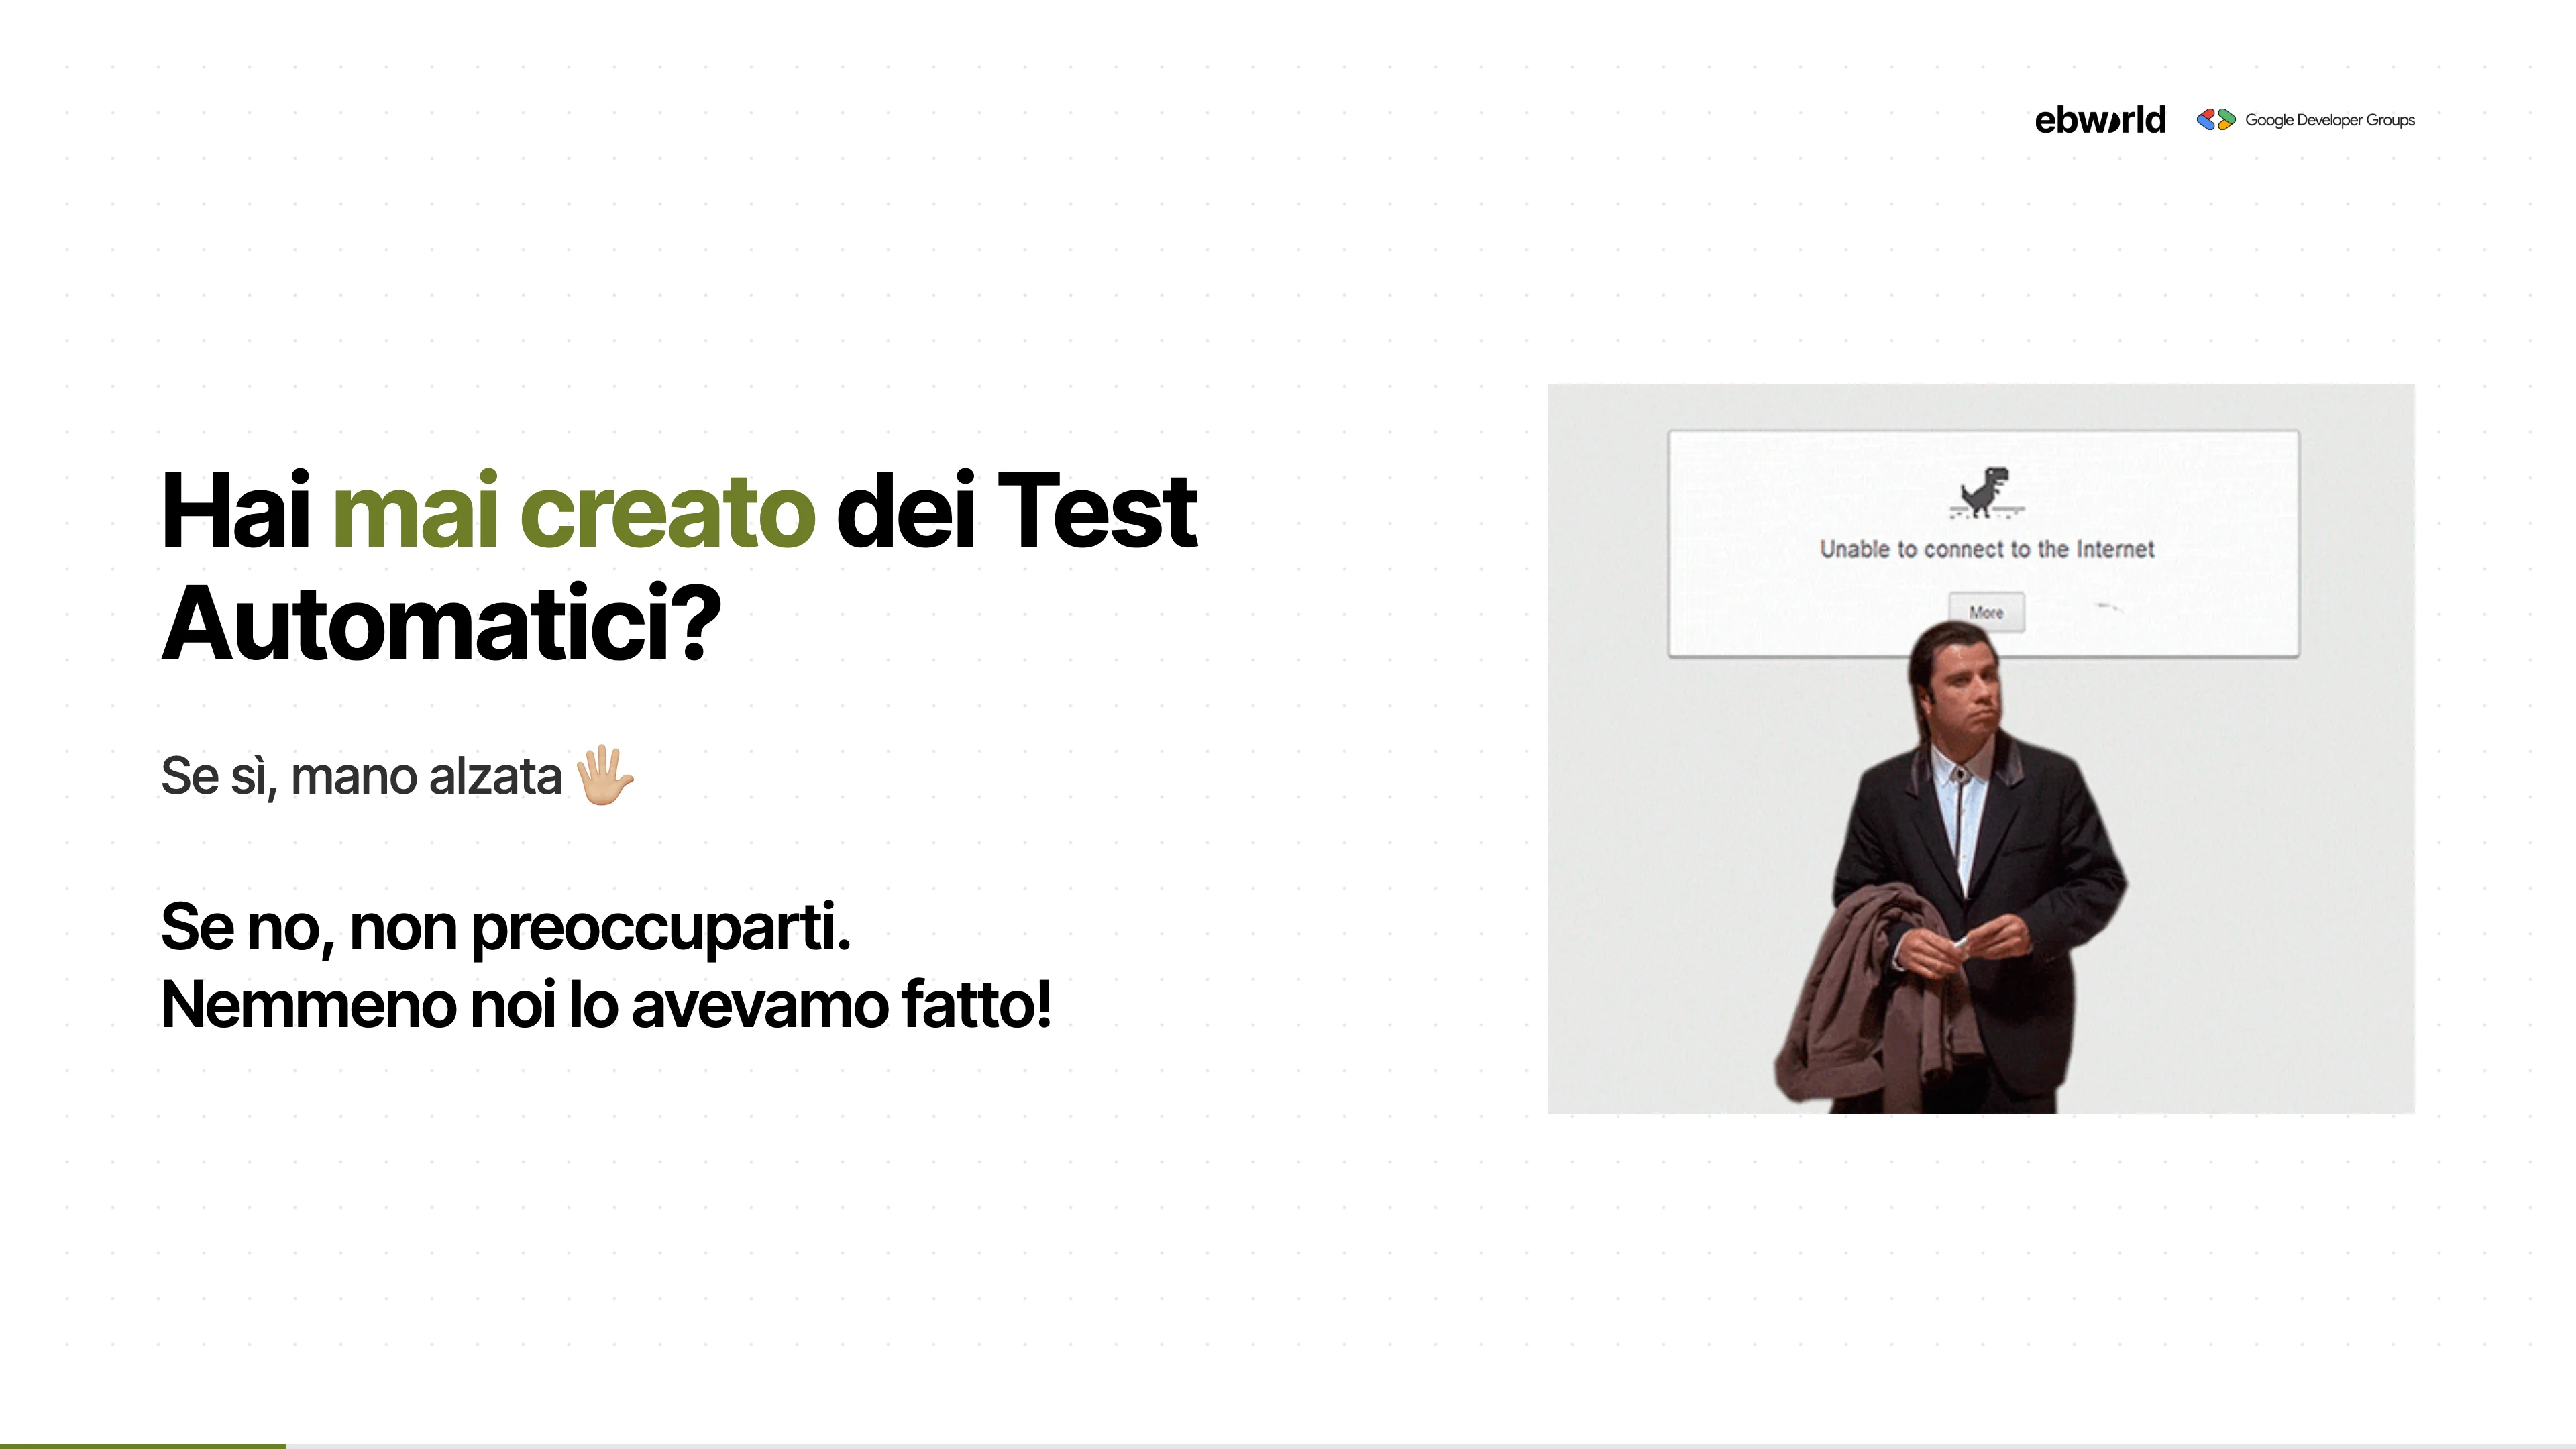 ebworld
Google Developer Groups
Hai mai creato dei Test
Automatici?
Se sì, mano alzata 🖐🏼
Se no, non preoccuparti.
Nemmeno noi lo avevamo fatto!
Unable to connect to the Internet
More